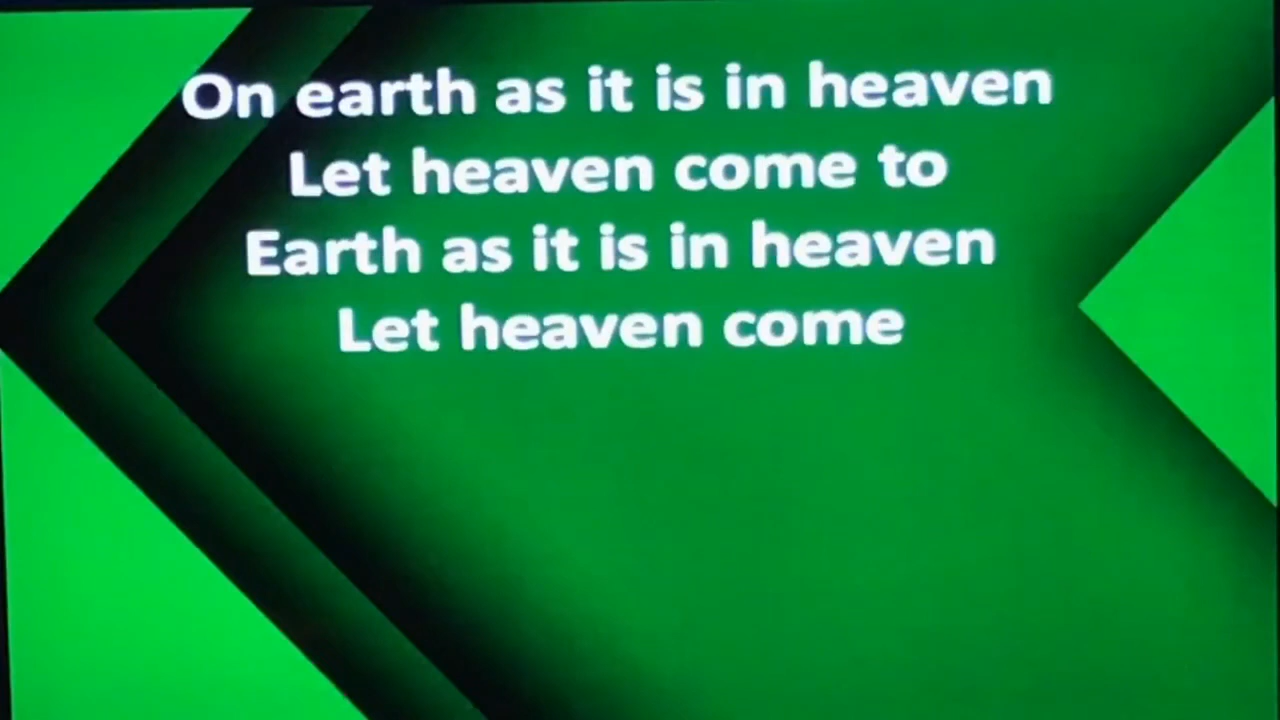 On earth as it is in heaven
Let heaven come to
Earth as it is in heaven
Let heaven come